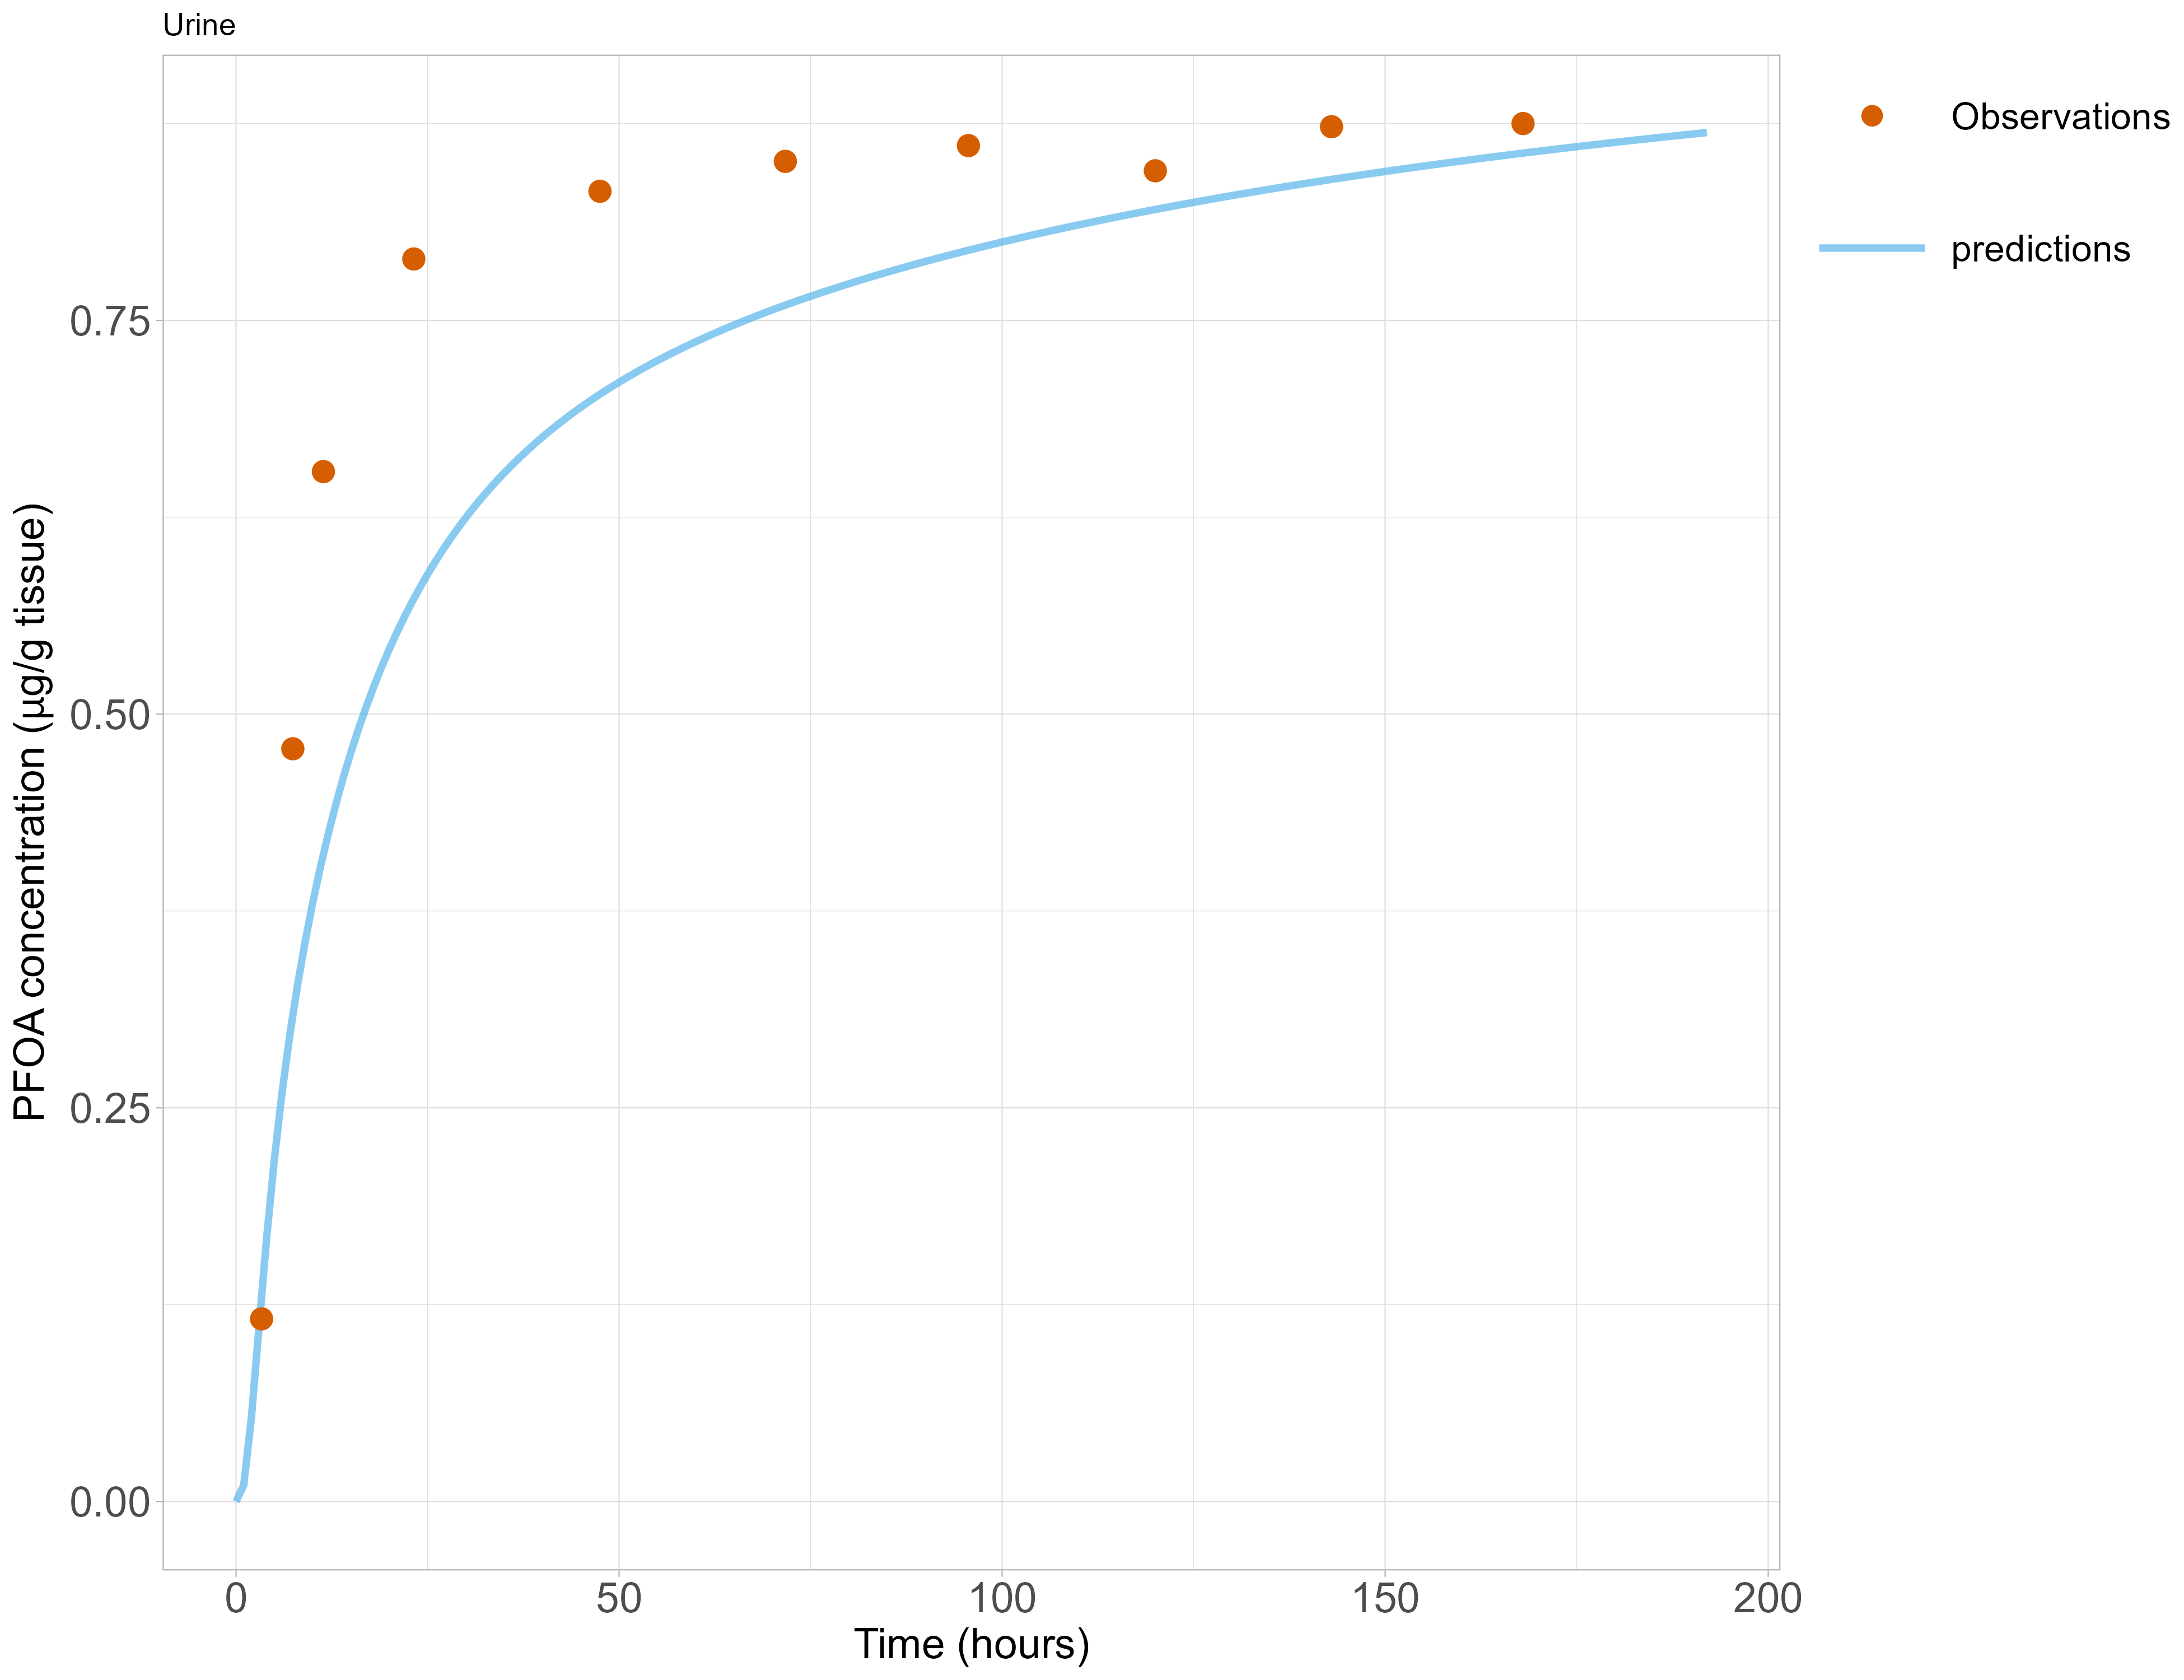 Urine
Observations
predictions
PFOA concentration (µg/g tissue)
0.75
0.50
0.25
0.00
0 50 100 150 200
Time (hours)